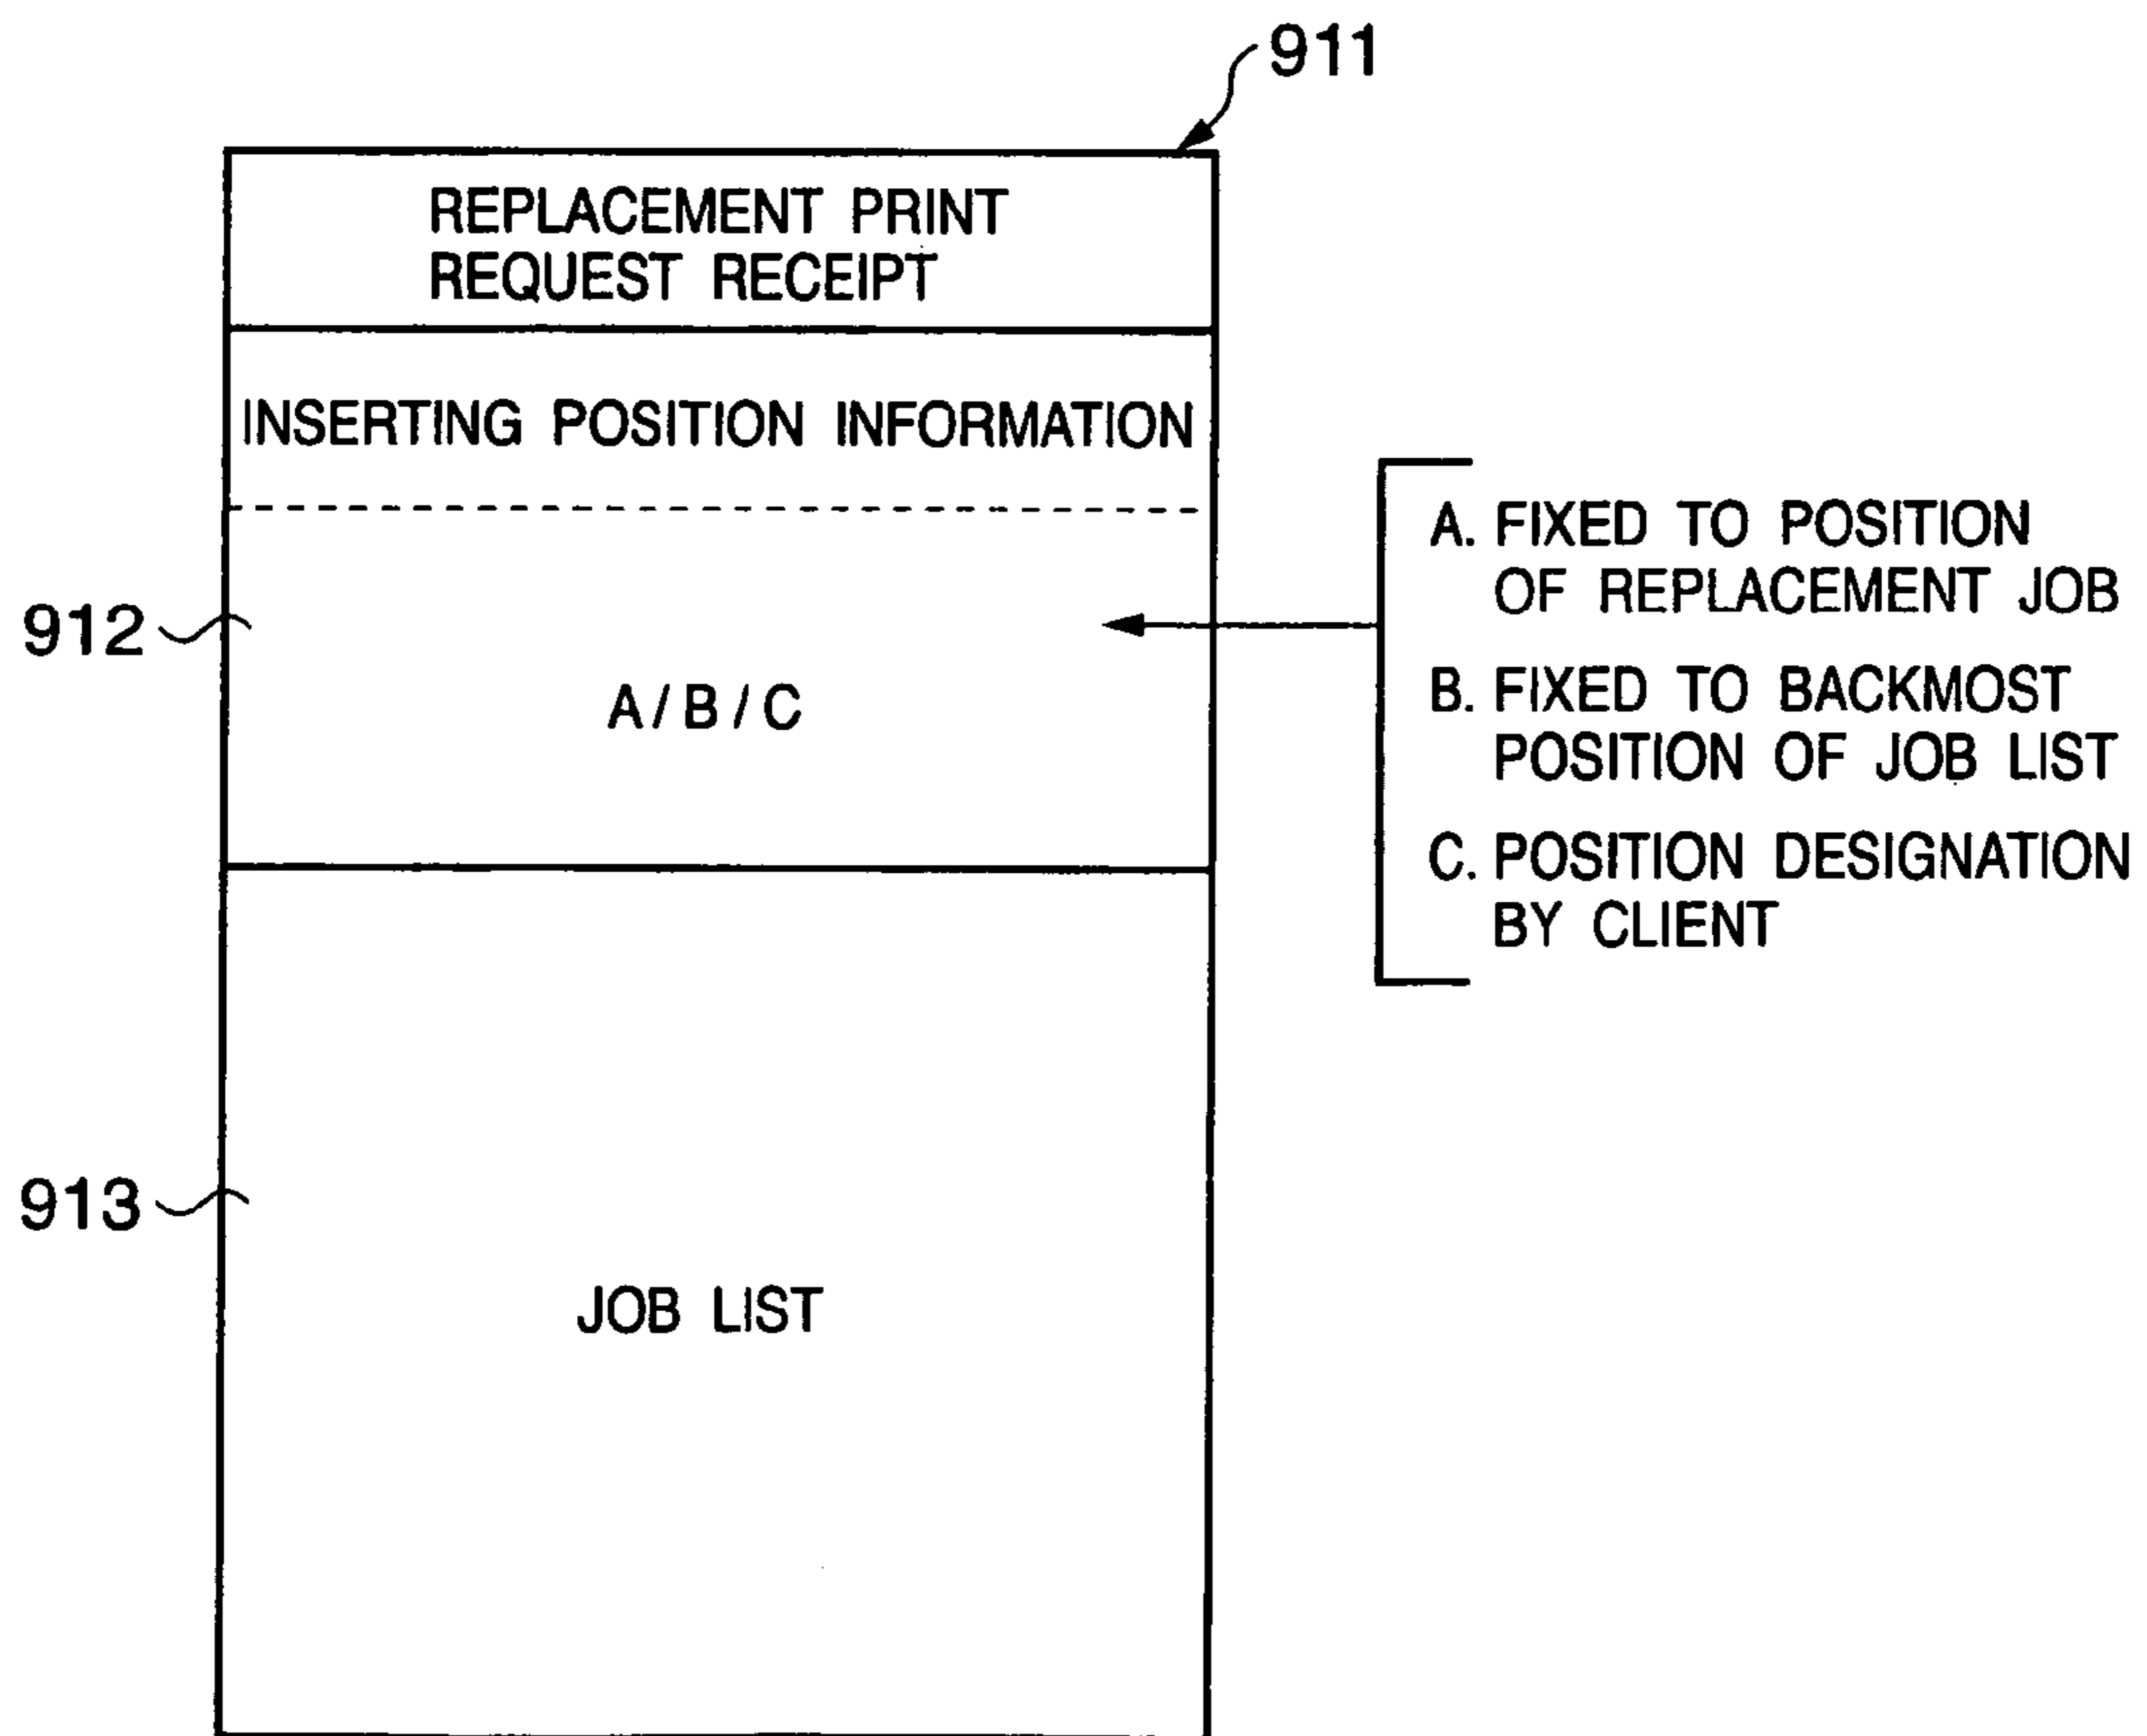 911
REPLACEMENT PRINT
REQUEST RECEIPT
INSERTING POSITION INFORMATION
912
A/B/C
A. FIXED TO POSITION
OF REPLACEMENT JOB
B. FIXED TO BACKMOST
POSITION OF JOB LIST
C. POSITION DESIGNATION
BY CLIENT
913
JOB LIST